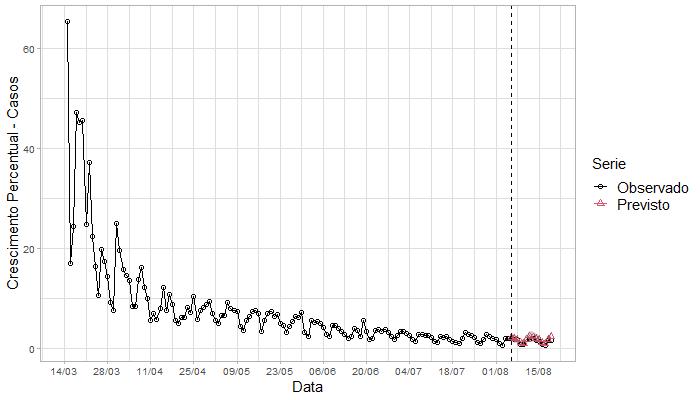 Crescimento Percentual - Casos
60
40
20
0
14/03 28/03 11/04 25/04 09/05 23/05 06/06 20/06 04/07 18/07 01/08 15/08
Data
Serie
Observado
Previsto